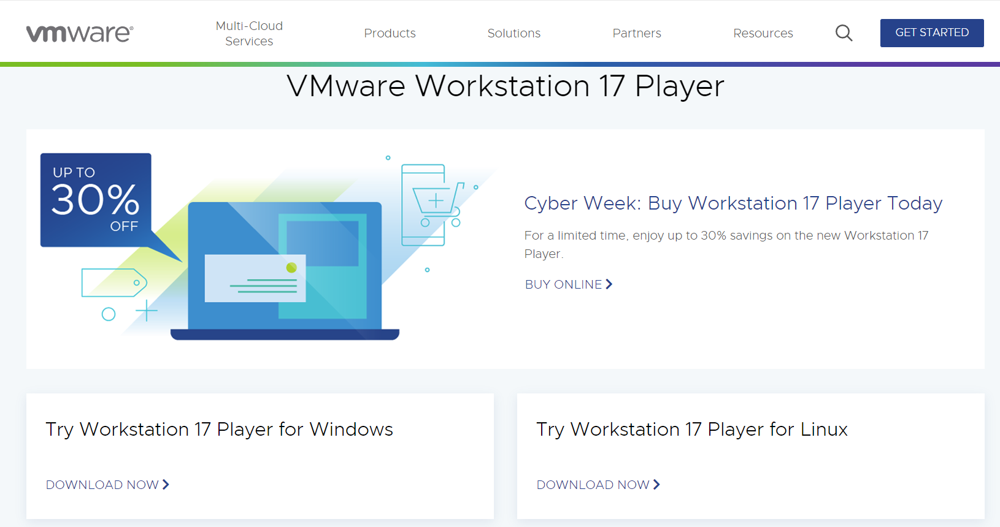 vmware®
Multi-Cloud
Services
Products
Solutions
Partners
Resources
GET STARTED
VMware Workstation 17 Player
UP TO
30%
OFF
Cyber Week: Buy Workstation 17 Player Today
For a limited time, enjoy up to 30% savings on the new Workstation 17
Player.
BUY ONLINE
Try Workstation 17 Player for Windows
DOWNLOAD NOW
Try Workstation 17 Player for Linux
DOWNLOAD NOW